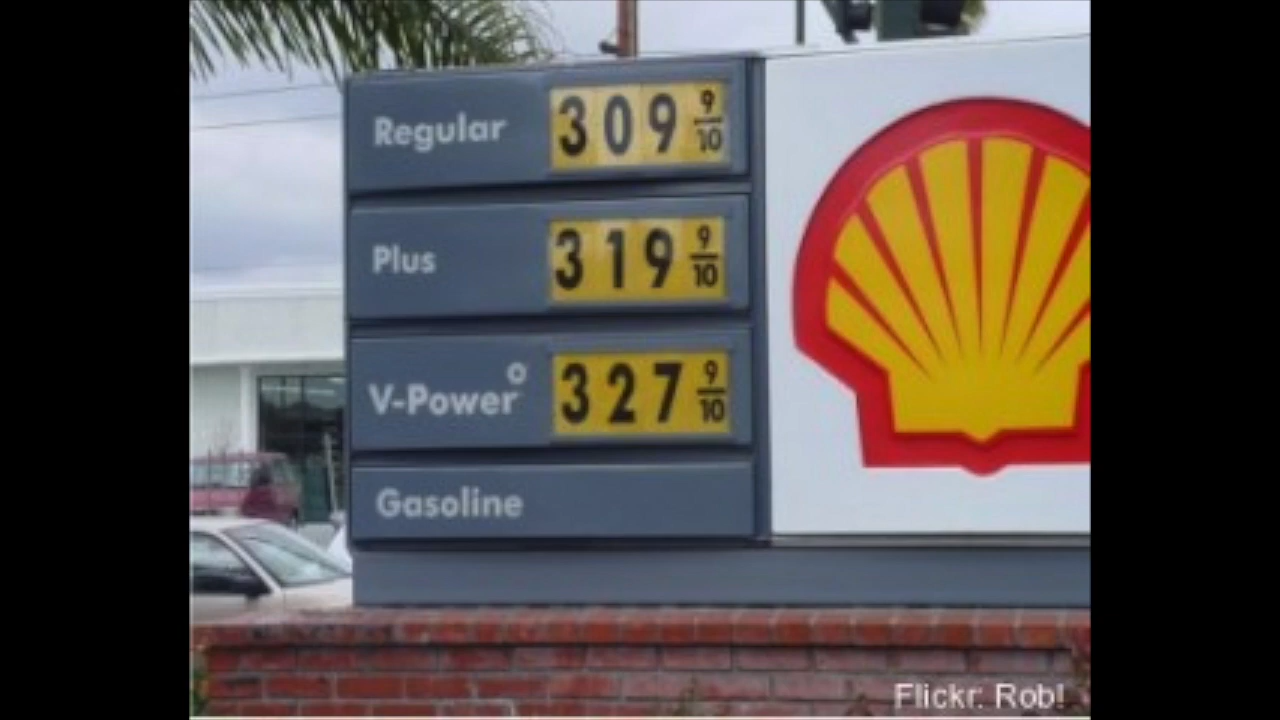 Regular 309 9/10
Plus 319 9/10
V-Power 327 9/10
Gasoline
Flickr: Rob!